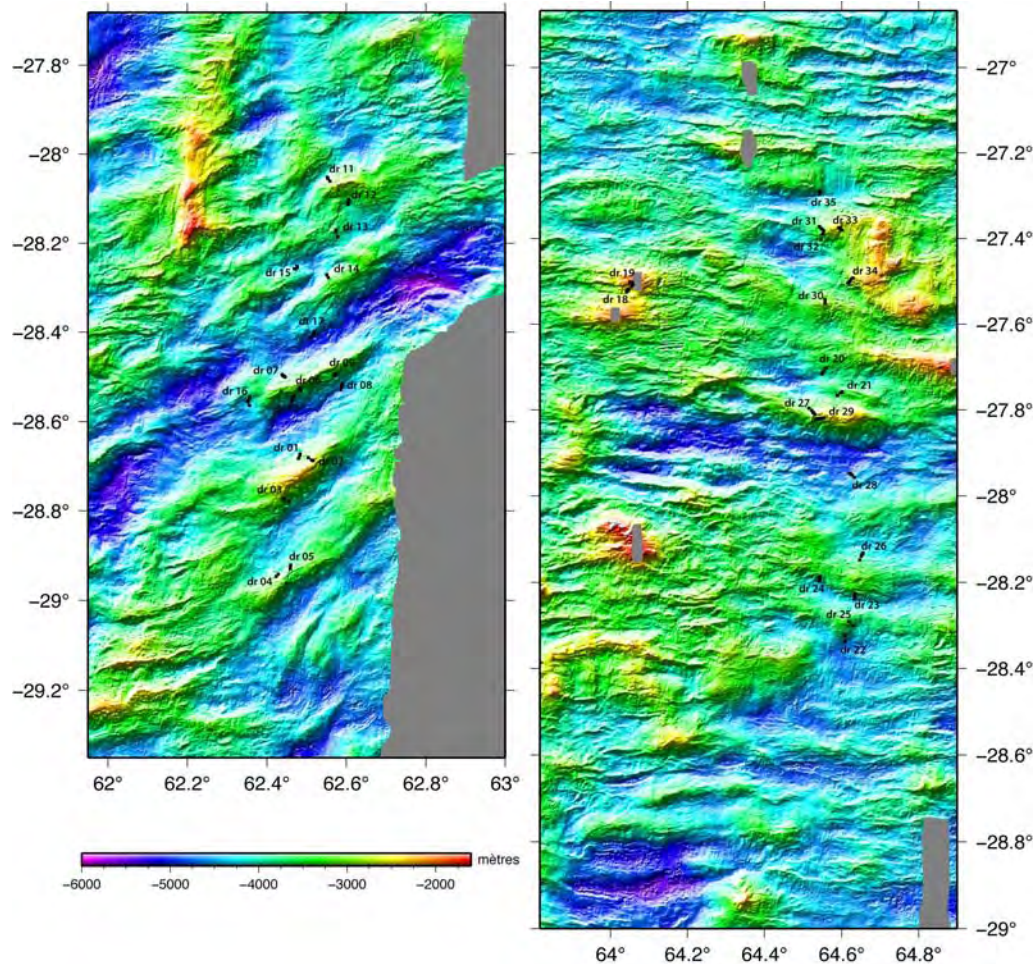 −27.8°
−28°
−28.2°
−28.4°
−28.6°
−28.8°
−29°
−29.2°
62° 62.2° 62.4° 62.6° 62.8° 63°
dr 11
dr 12
dr 13
dr 15
dr 14
dr 17
dr 07
dr 08
dr 16
dr 01
dr 02
dr 03
dr 05
dr 04
−6000 −5000 −4000 −3000 −2000
mètres
−27°
−27.2°
−27.4°
−27.6°
−27.8°
−28°
−28.2°
−28.4°
−28.6°
−28.8°
−29°
64° 64.2° 64.4° 64.6° 64.8°
dr 35
dr 31
dr 33
dr 32
dr 19
dr 34
dr 18
dr 30
dr 20
dr 21
dr 27
dr 29
dr 28
dr 26
dr 24
dr 23
dr 25
dr 22